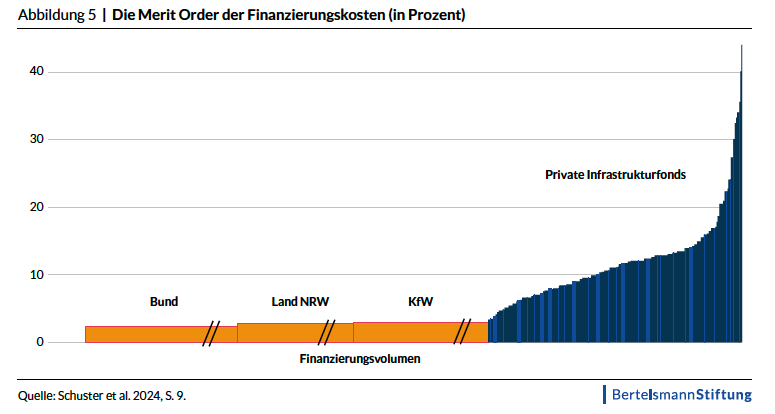 Abbildung 5 | Die Merit Order der Finanzierungskosten (in Prozent)
40
30
Private Infrastrukturfonds
20
10
Bund Land NRW KfW
0
Finanzierungsvolumen
Quelle: Schuster et al. 2024, S. 9.
BertelsmannStiftung